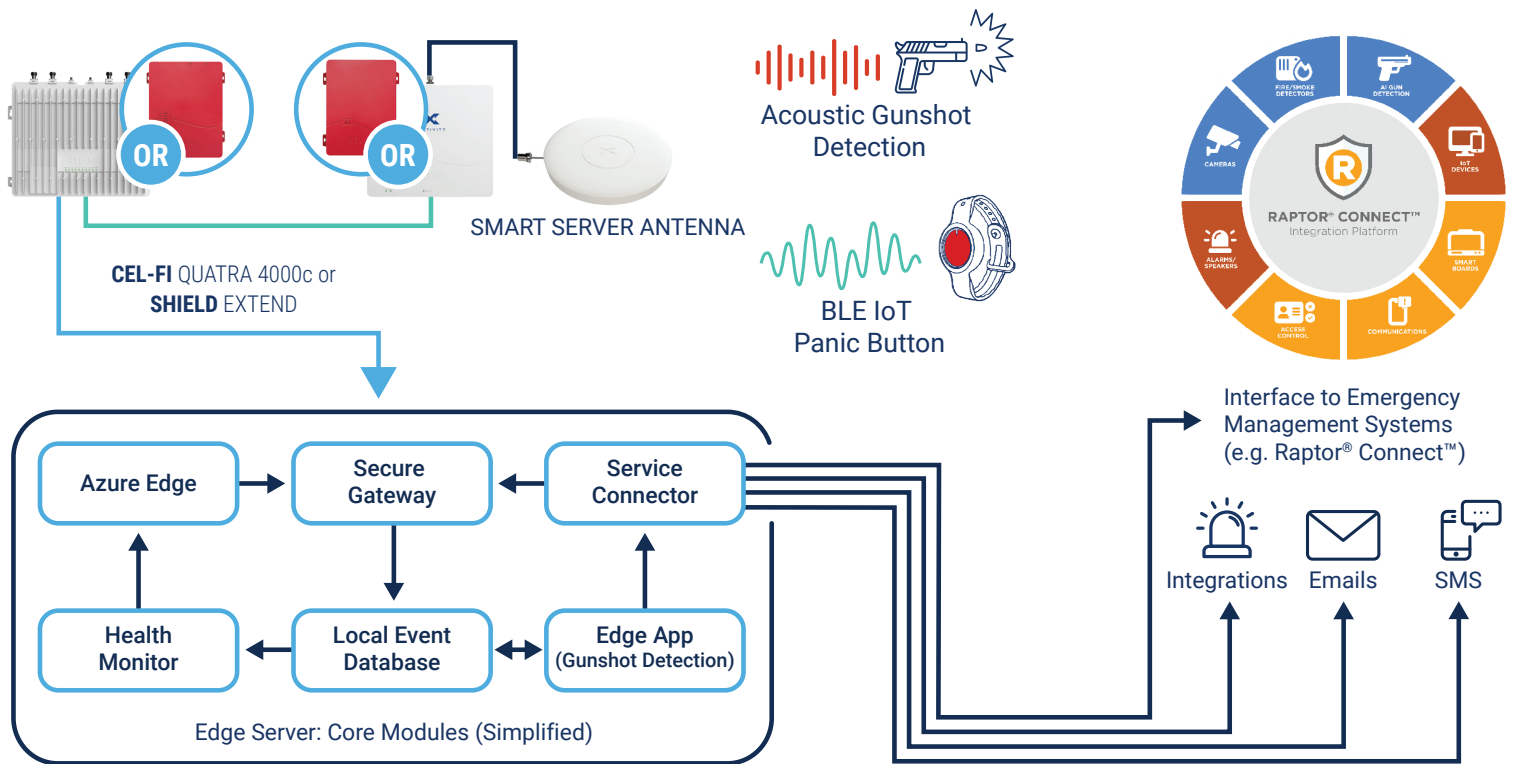 OR
OR
SMART SERVER ANTENNA
CEL-FI QUATRA 4000c or
SHIELD EXTEND
Acoustic Gunshot
Detection
BLE IoT
Panic Button
FIRE/SMOKE
DETECTORS
AI GUN
DETECTION
CAMERAS
IoT
DEVICES
RAPTOR® CONNECT™
Integration Platform
ALARMS/
SPEAKERS
SMART
BOARDS
ACCESS
CONTROL
COMMUNICATIONS
Interface to Emergency
Management Systems
(e.g. Raptor® Connect™)
Azure Edge
Secure
Gateway
Service
Connector
Health
Monitor
Local Event
Database
Edge App
(Gunshot Detection)
Edge Server: Core Modules (Simplified)
Integrations
Emails
SMS